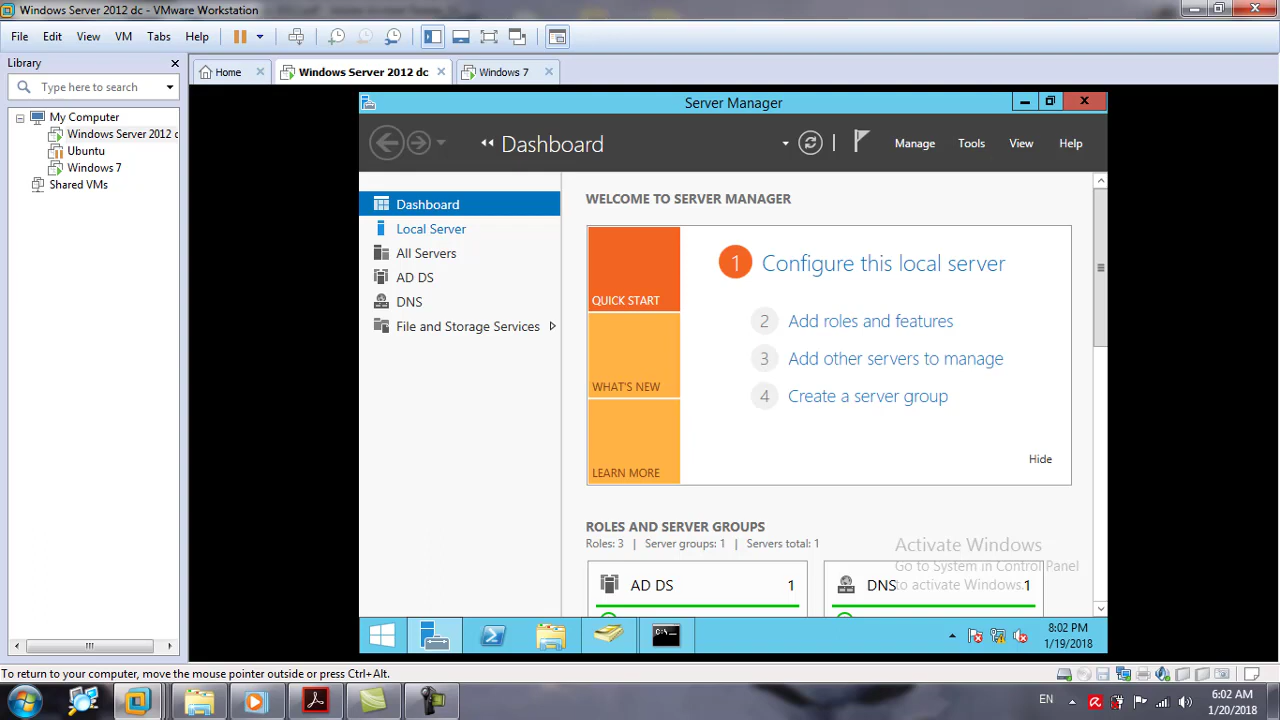 Windows Server 2012 dc - VMware Workstation
File Edit View VM Tabs Help
Library
Type here to search
My Computer
Windows Server 2012 d
Ubuntu
Windows 7
Shared VMs
Home
Windows Server 2012 dc
Windows 7
Server Manager
Dashboard
Manage Tools View Help
Dashboard
Local Server
All Servers
AD DS
DNS
File and Storage Services
WELCOME TO SERVER MANAGER
QUICK START
WHAT'S NEW
LEARN MORE
1 Configure this local server
2 Add roles and features
3 Add other servers to manage
4 Create a server group
Hide
ROLES AND SERVER GROUPS
Roles: 3 | Server groups: 1 | Servers total: 1
AD DS 1
DNS 1
Activate Windows
Go to System in Control Panel
to activate Windows.
C:\
8:02 PM
1/19/2018
To return to your computer, move the mouse pointer outside or press Ctrl+Alt.
EN
6:02 AM
1/20/2018